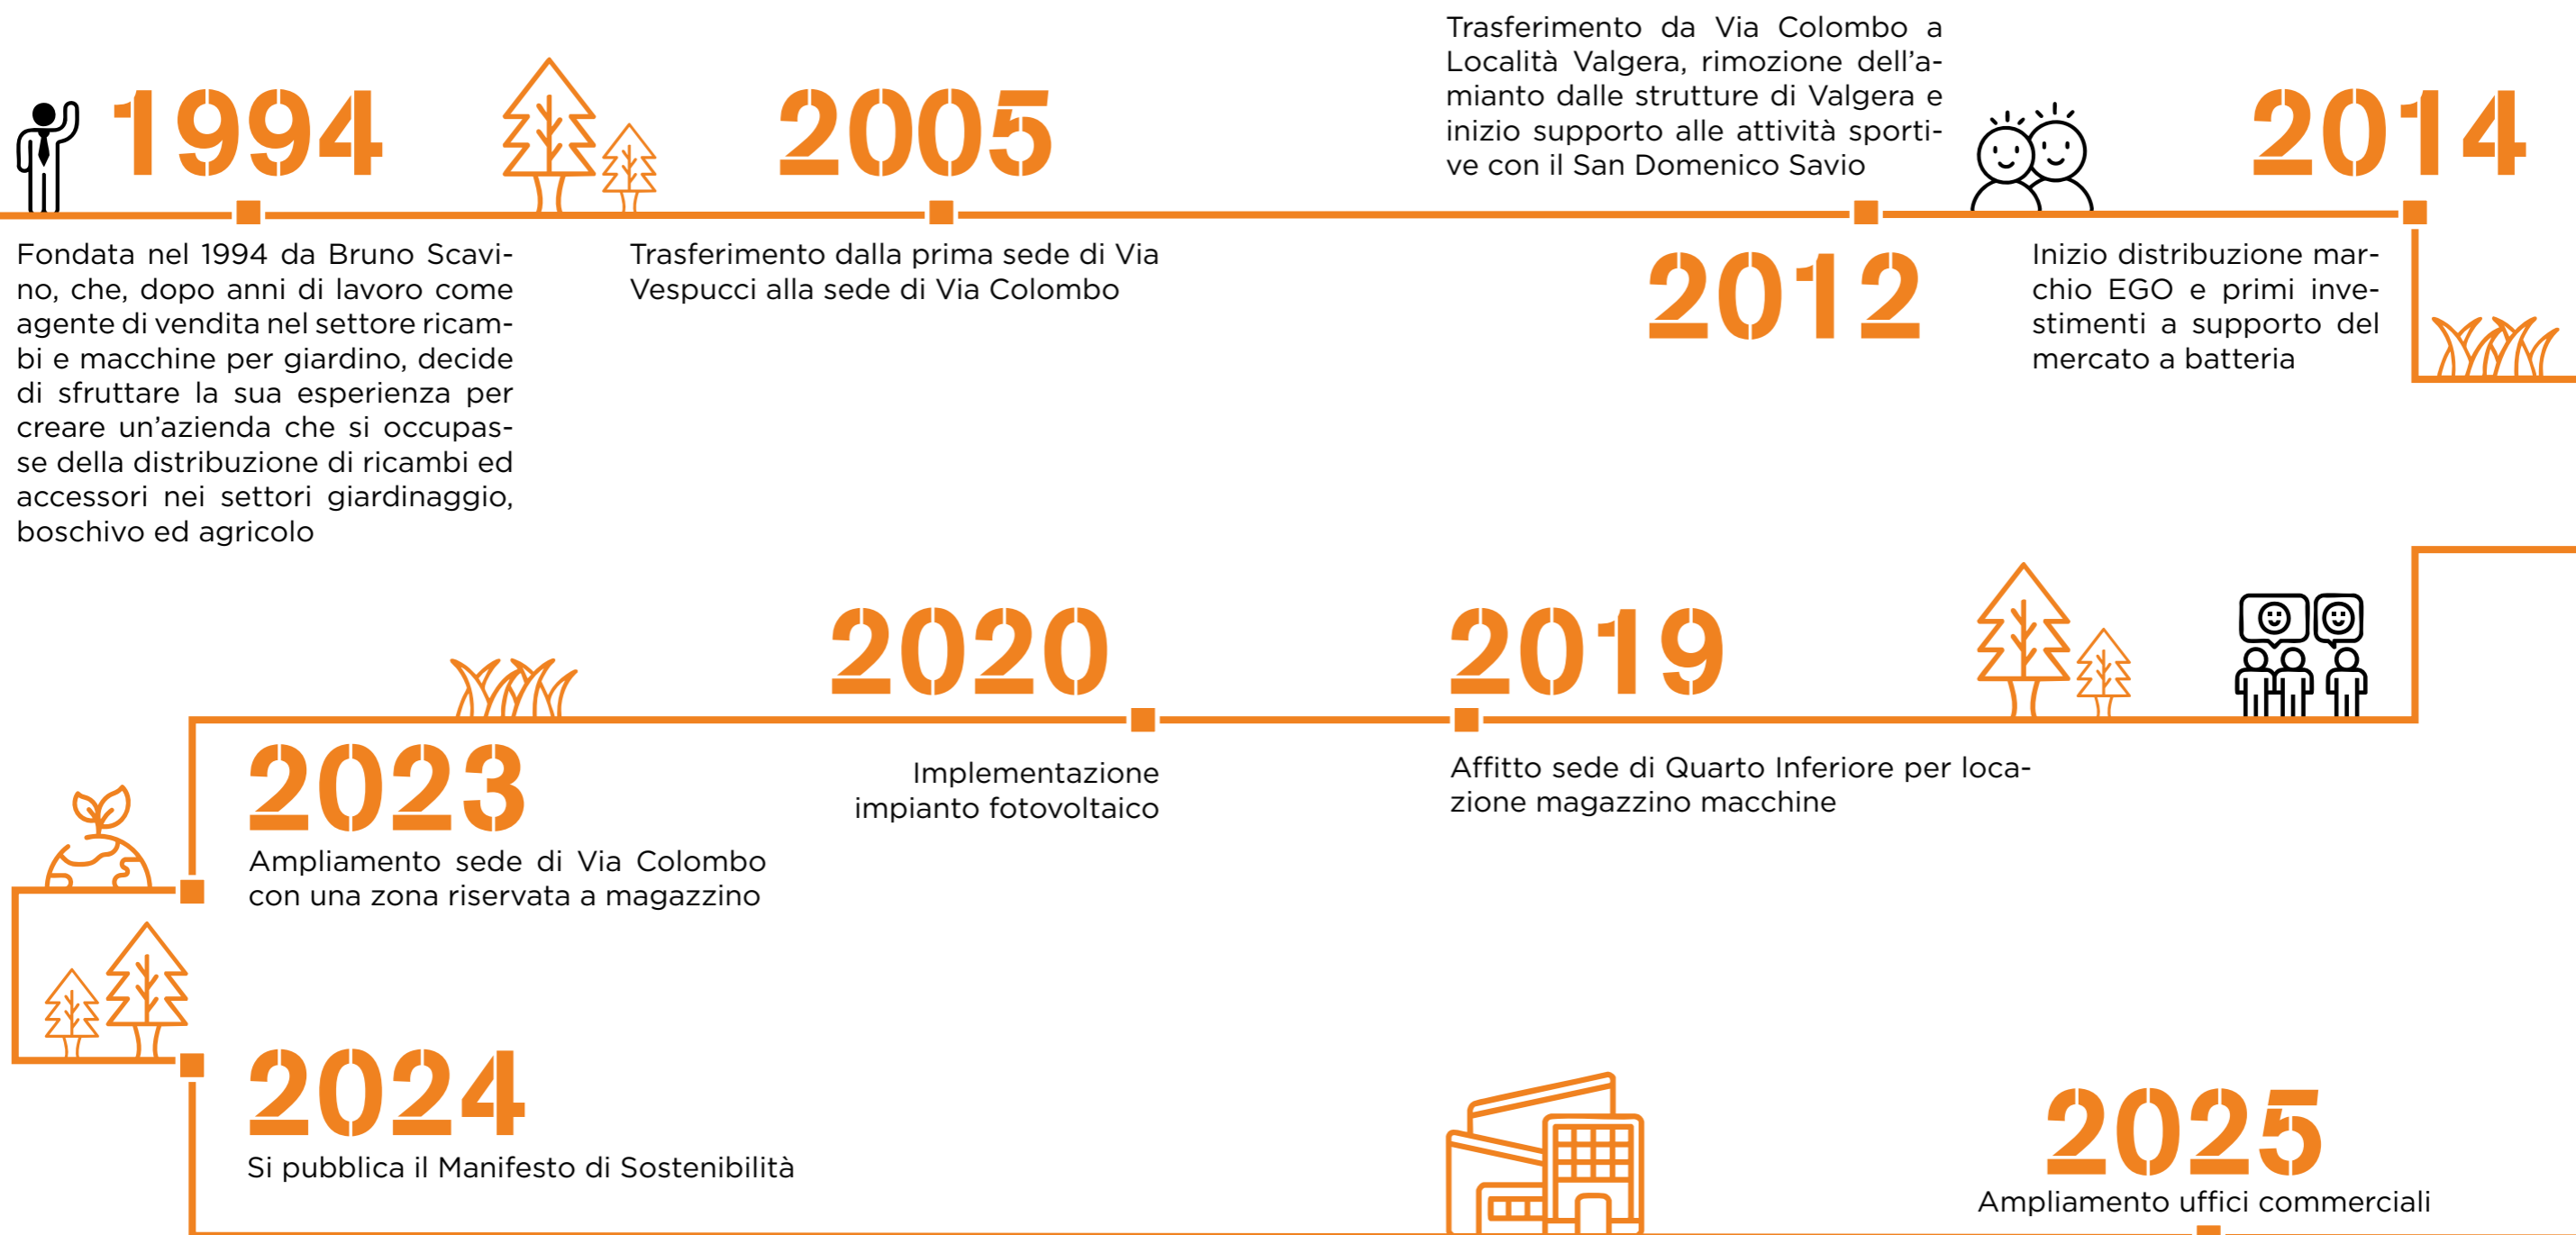 1994
Fondata nel 1994 da Bruno Scavi-
no, che, dopo anni di lavoro come
agente di vendita nel settore ricam-
bi e macchine per giardino, decide
di sfruttare la sua esperienza per
creare un'azienda che si occupas-
se della distribuzione di ricambi ed
accessori nei settori giardinaggio,
boschivo ed agricolo
2005
Trasferimento dalla prima sede di Via
Vespucci alla sede di Via Colombo
Trasferimento da Via Colombo a
Località Valgera, rimozione dell'a-
mianto dalle strutture di Valgera e
inizio supporto alle attività sporti-
ve con il San Domenico Savio
2012
2014
Inizio distribuzione mar-
chio EGO e primi inve-
stimenti a supporto del
mercato a batteria
2019
Affitto sede di Quarto Inferiore per loca-
zione magazzino macchine
2020
Implementazione
impianto fotovoltaico
2023
Ampliamento sede di Via Colombo
con una zona riservata a magazzino
2024
Si pubblica il Manifesto di Sostenibilità
2025
Ampliamento uffici commerciali